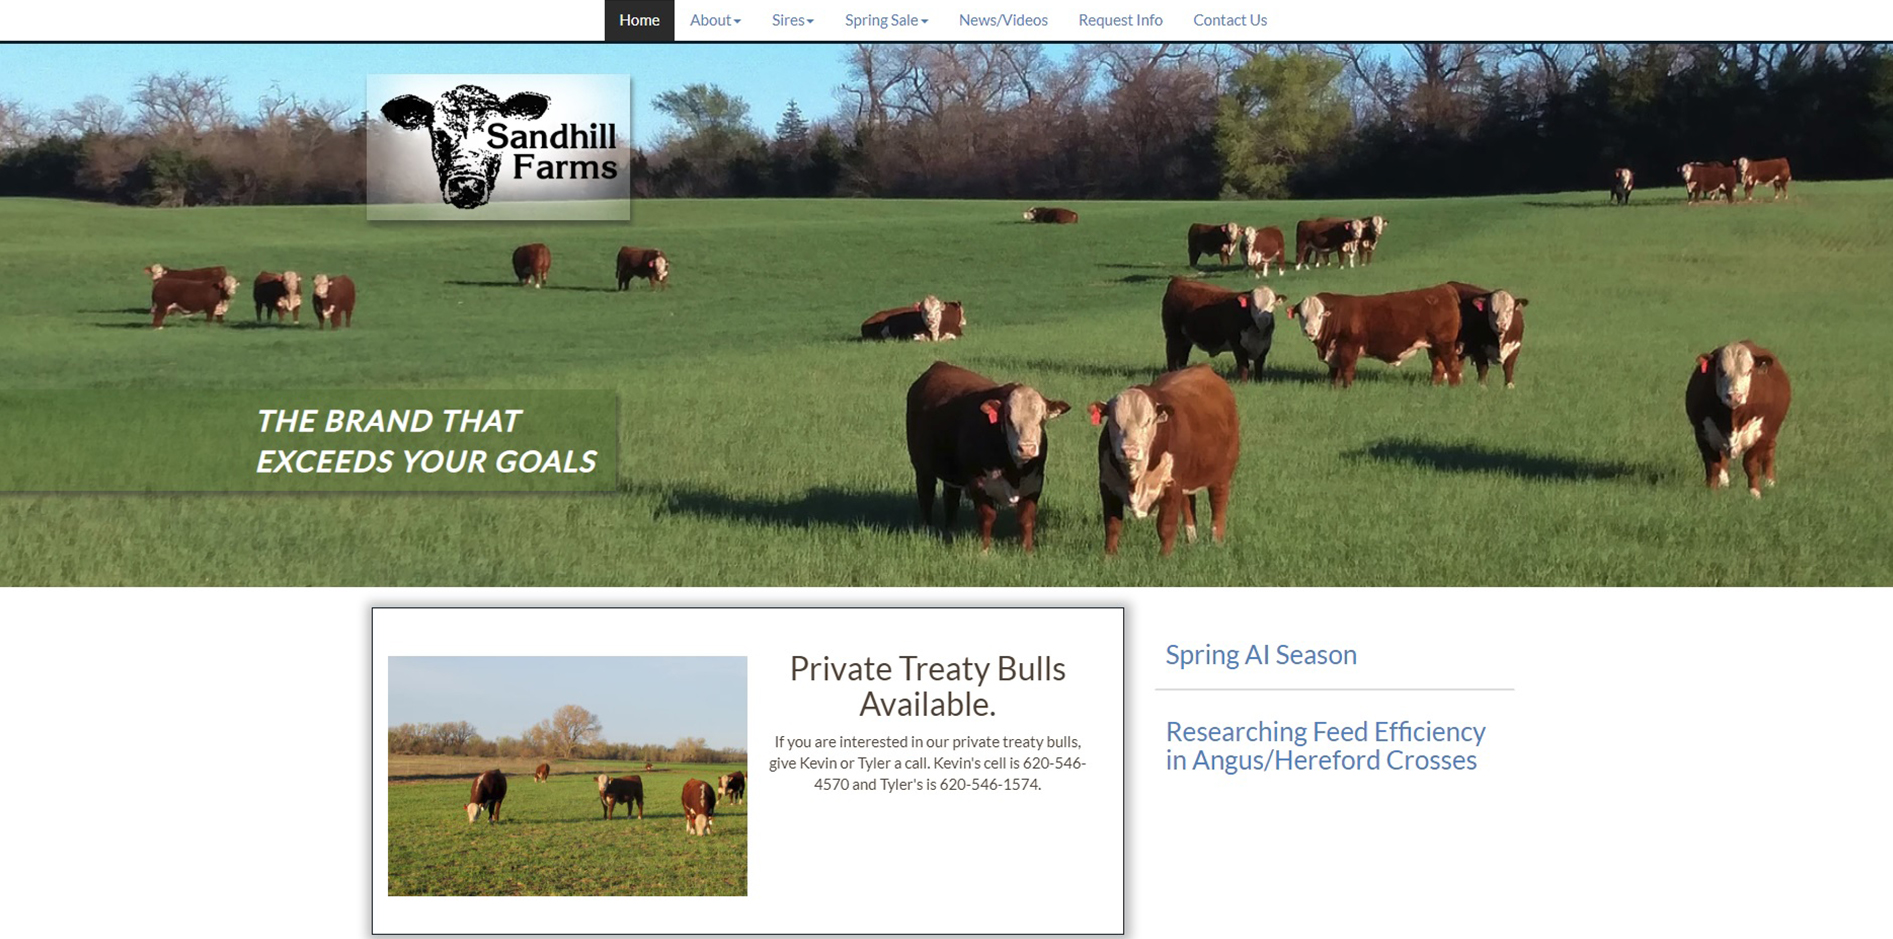 Home About Sires Spring Sale News/Videos Request Info Contact Us
Sandhill
Farms
THE BRAND THAT
EXCEEDS YOUR GOALS
Private Treaty Bulls
Available.
If you are interested in our private treaty bulls,
give Kevin or Tyler a call. Kevin's cell is 620-546-
4570 and Tyler's is 620-546-1574.
Spring AI Season
Researching Feed Efficiency
in Angus/Hereford Crosses